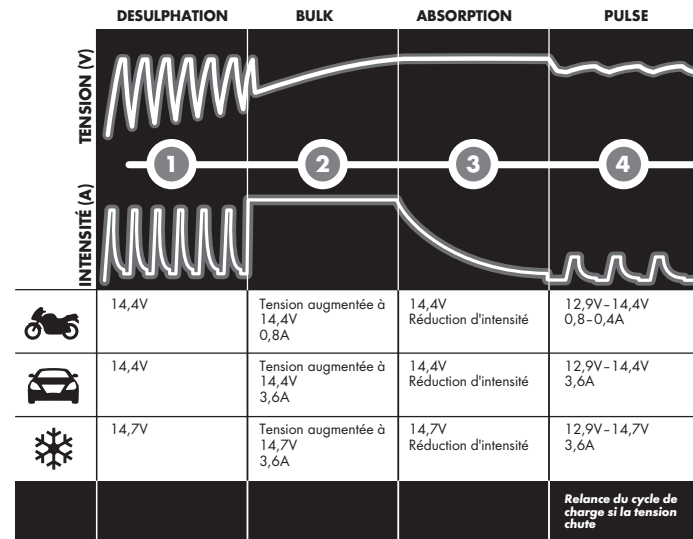 DESULPHATION BULK ABSORPTION PULSE
TENSION (V)
1 2 3 4
INTENSITÉ (A)
14,4V
Tension augmentée à
14,4V
0,8A
14,4V
Réduction d'intensité
12,9V–14,4V
0,8–0,4A
14,4V
Tension augmentée à
14,4V
3,6A
14,4V
Réduction d'intensité
12,9V–14,4V
3,6A
14,7V
Tension augmentée à
14,7V
3,6A
14,7V
Réduction d'intensité
12,9V–14,7V
3,6A
Relance du cycle de
charge si la tension
chute